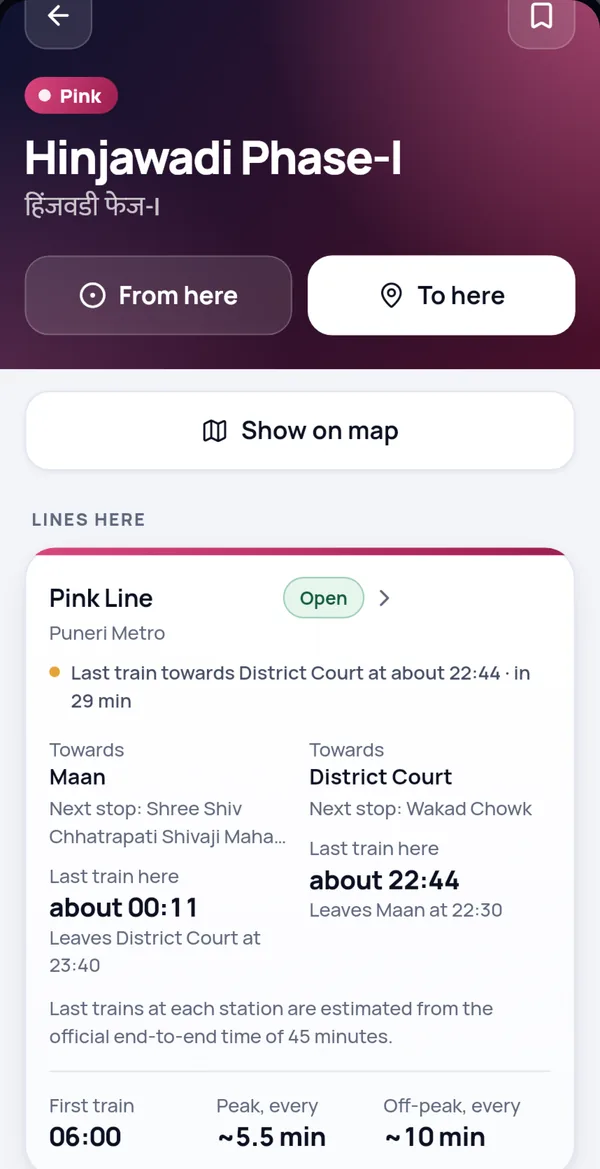 Pink
Hinjawadi Phase-I
हिंजवडी फेज-I
From here
To here
Show on map
LINES HERE
Pink Line
Open
Puneri Metro
Last train towards District Court at about 22:44 · in
29 min
Towards
Maan
Next stop: Shree Shiv
Chhatrapati Shivaji Maha…
Last train here
about 00:11
Leaves District Court at
23:40
Towards
District Court
Next stop: Wakad Chowk
Last train here
about 22:44
Leaves Maan at 22:30
Last trains at each station are estimated from the
official end-to-end time of 45 minutes.
First train
06:00
Peak, every
~5.5 min
Off-peak, every
~10 min